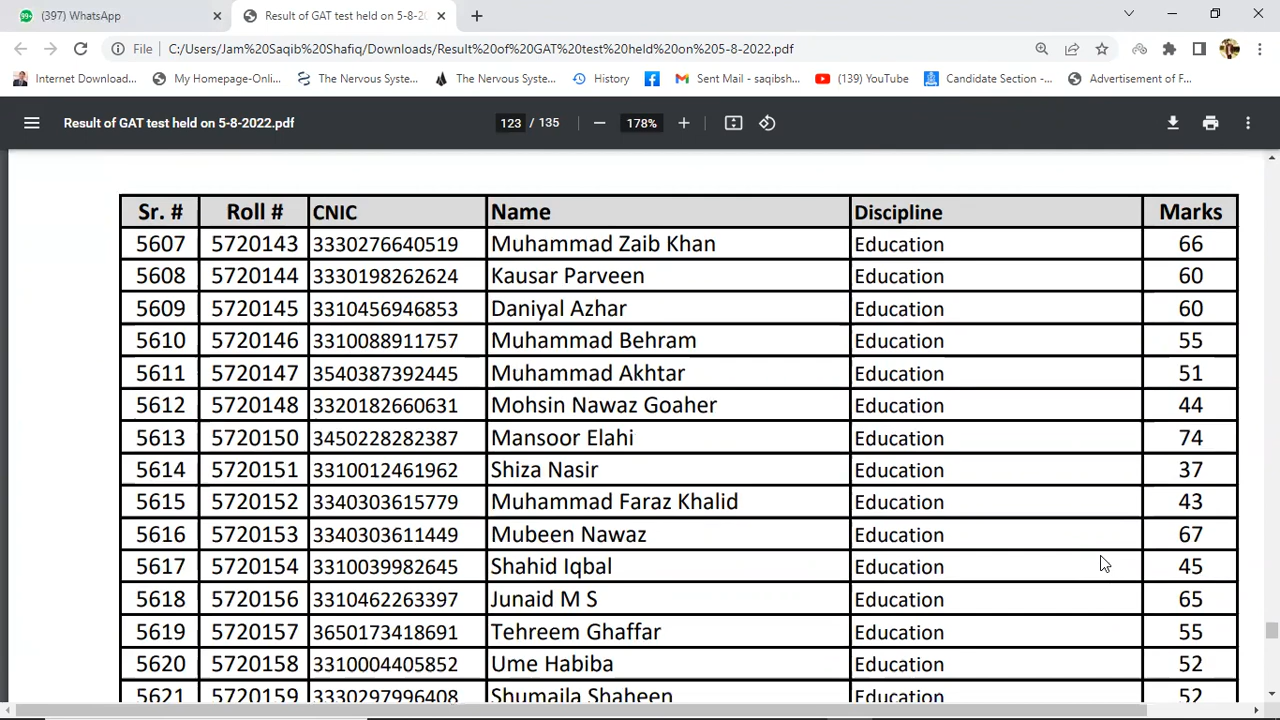 99+ (397) WhatsApp Result of GAT test held on 5-8-20
File C:/Users/Jam%20Saqib%20Shafiq/Downloads/Result%20of%20GAT%20test%20held%20on%205-8-2022.pdf
Internet Download... My Homepage-Onli... The Nervous Syste... The Nervous Syste... History Sent Mail - saqibsh... (139) YouTube Candidate Section -... Advertisement of F...
Result of GAT test held on 5-8-2022.pdf 123 / 135 178%
Sr. # Roll # CNIC Name Discipline Marks
5607 5720143 3330276640519 Muhammad Zaib Khan Education 66
5608 5720144 3330198262624 Kausar Parveen Education 60
5609 5720145 3310456946853 Daniyal Azhar Education 60
5610 5720146 3310088911757 Muhammad Behram Education 55
5611 5720147 3540387392445 Muhammad Akhtar Education 51
5612 5720148 3320182660631 Mohsin Nawaz Goaher Education 44
5613 5720150 3450228282387 Mansoor Elahi Education 74
5614 5720151 3310012461962 Shiza Nasir Education 37
5615 5720152 3340303615779 Muhammad Faraz Khalid Education 43
5616 5720153 3340303611449 Mubeen Nawaz Education 67
5617 5720154 3310039982645 Shahid Iqbal Education 45
5618 5720156 3310462263397 Junaid M S Education 65
5619 5720157 3650173418691 Tehreem Ghaffar Education 55
5620 5720158 3310004405852 Ume Habiba Education 52
5621 5720159 3330297996408 Shumaila Shaheen Education 52